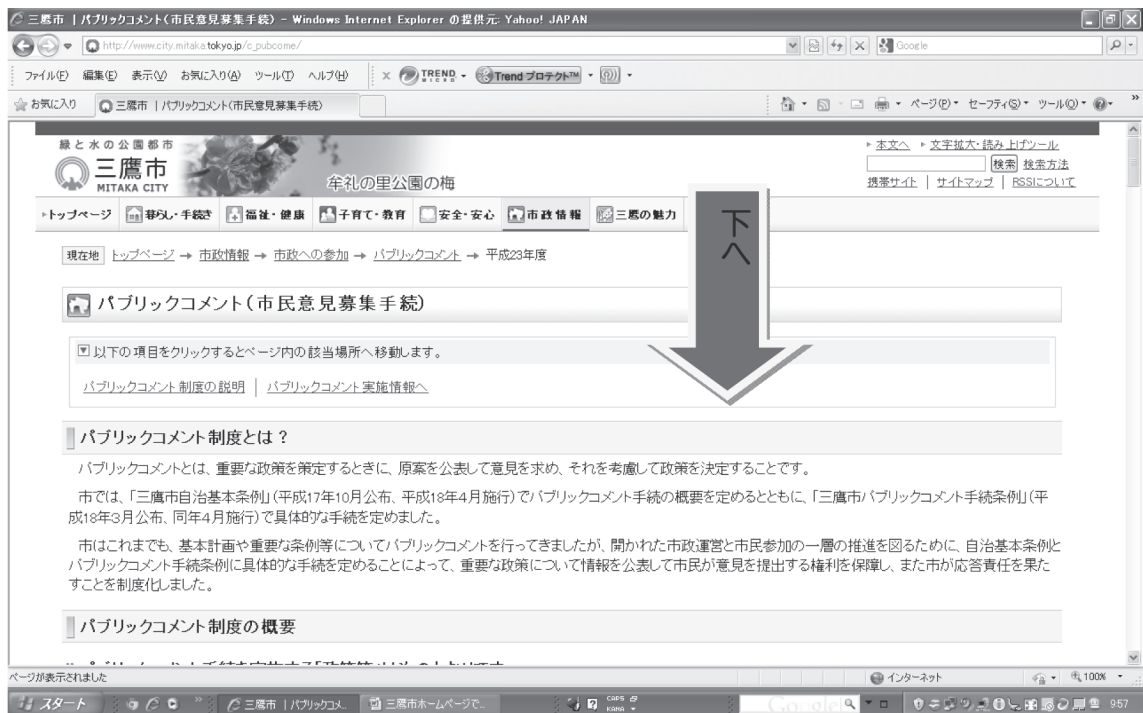 三鷹市 | パブリックコメント(市民意見募集手続) - Windows Internet Explorer の提供元: Yahoo! JAPAN
http://www.city.mitaka.tokyo.jp/c_pubcome/
Google
ファイル(F) 編集(E) 表示(V) お気に入り(A) ツール(T) ヘルプ(H) x TREND MICRO Trend プロテクト™
お気に入り 三鷹市 | パブリックコメント(市民意見募集手続) ページ(P) セーフティ(S) ツール(O)
緑と水の公園都市
三鷹市
MITAKA CITY
牟礼の里公園の梅
本文へ 文字拡大・読み上げツール
検索 検索方法
携帯サイト | サイトマップ | RSSについて
トップページ 暮らし・手続き 福祉・健康 子育て・教育 安全・安心 市政情報 三鷹の魅力
下へ
現在地 トップページ → 市政情報 → 市政への参加 → パブリックコメント → 平成23年度
パブリックコメント(市民意見募集手続)
以下の項目をクリックするとページ内の該当場所へ移動します。
パブリックコメント制度の説明 | パブリックコメント実施情報へ
パブリックコメント制度とは?
パブリックコメントとは、重要な政策を策定するときに、原案を公表して意見を求め、それを考慮して政策を決定することです。
市では、「三鷹市自治基本条例」(平成17年10月公布、平成18年4月施行)でパブリックコメント手続の概要を定めるとともに、「三鷹市パブリックコメント手続条例」(平
成18年3月公布、同年4月施行)で具体的な手続を定めました。
市はこれまでも、基本計画や重要な条例等についてパブリックコメントを行ってきましたが、開かれた市政運営と市民参加の一層の推進を図るために、自治基本条例と
パブリックコメント手続条例に具体的な手続を定めることによって、重要な政策について情報を公表して市民が意見を提出する権利を保障し、また市が応答責任を果た
すことを制度化しました。
パブリックコメント制度の概要
ページが表示されました インターネット 100%
スタート 三鷹市 | パブリックコメ... 三鷹市ホームページで... CAPS KANA Google 9:57